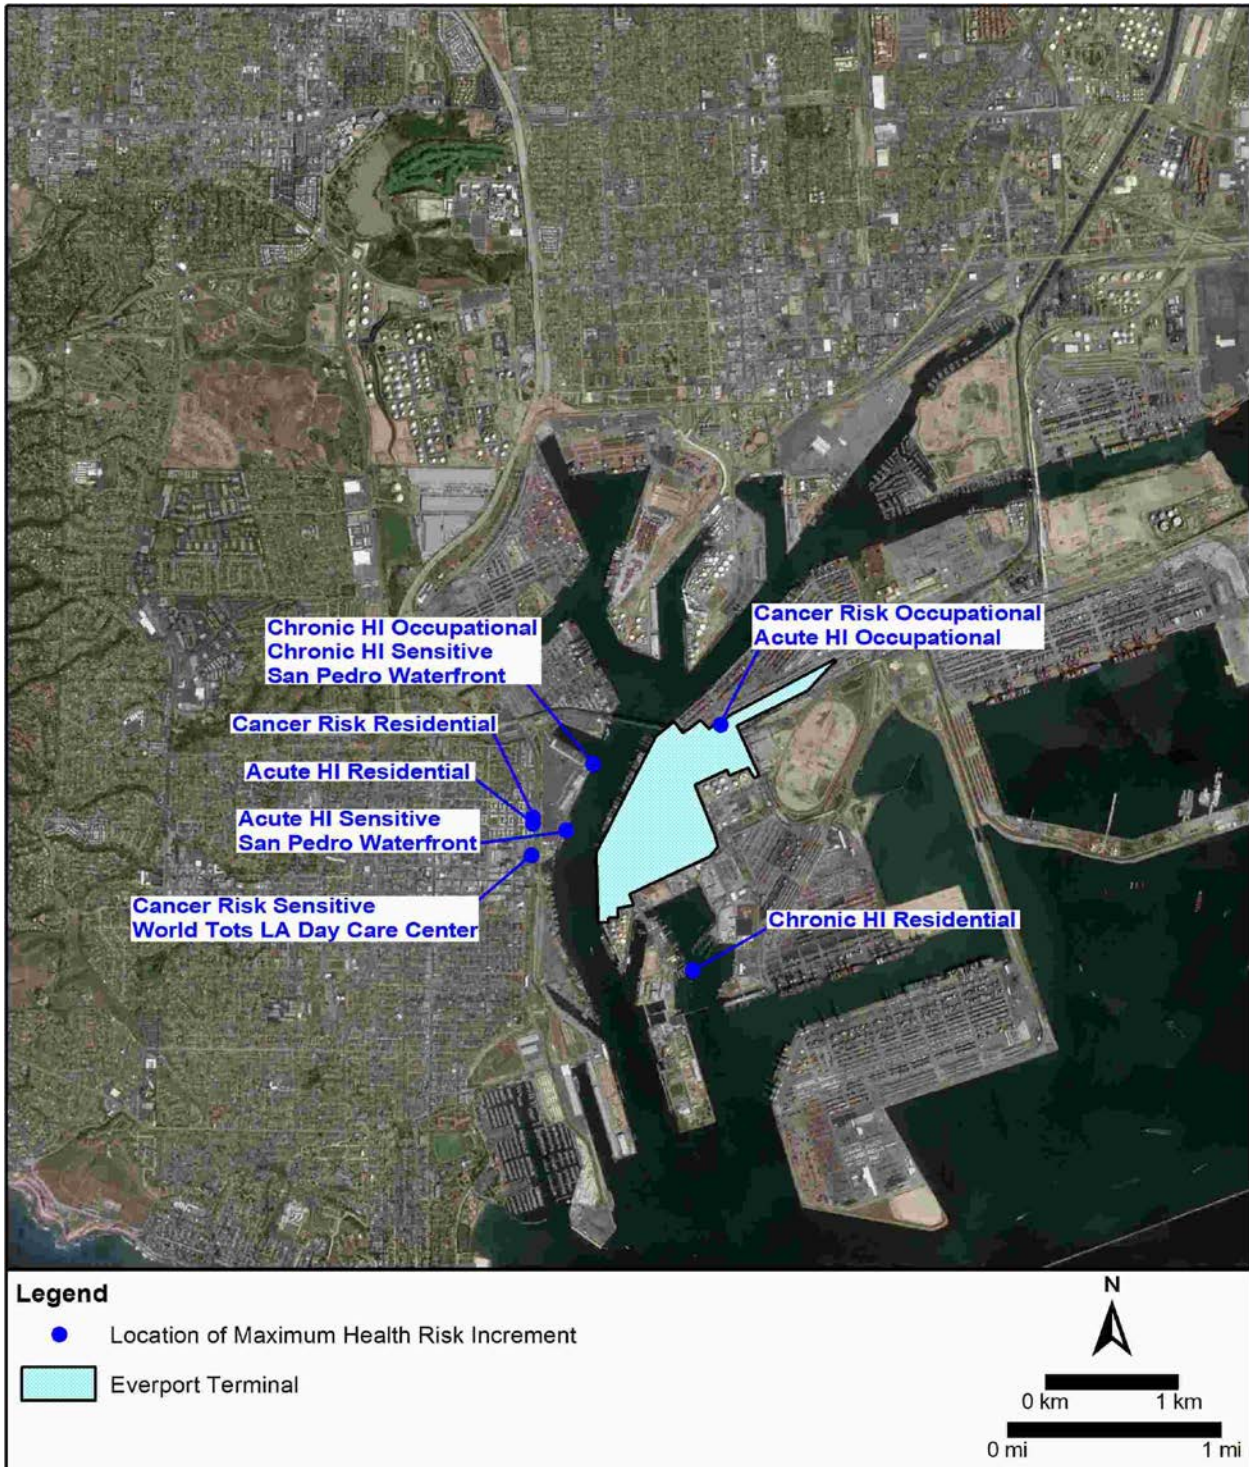 Chronic HI Occupational
Chronic HI Sensitive
San Pedro Waterfront
Cancer Risk Occupational
Acute HI Occupational
Cancer Risk Residential
Acute HI Residential
Acute HI Sensitive
San Pedro Waterfront
Cancer Risk Sensitive
World Tots LA Day Care Center
Chronic HI Residential
Legend
Location of Maximum Health Risk Increment
Everport Terminal
N
0 km 1 km
0 mi 1 mi